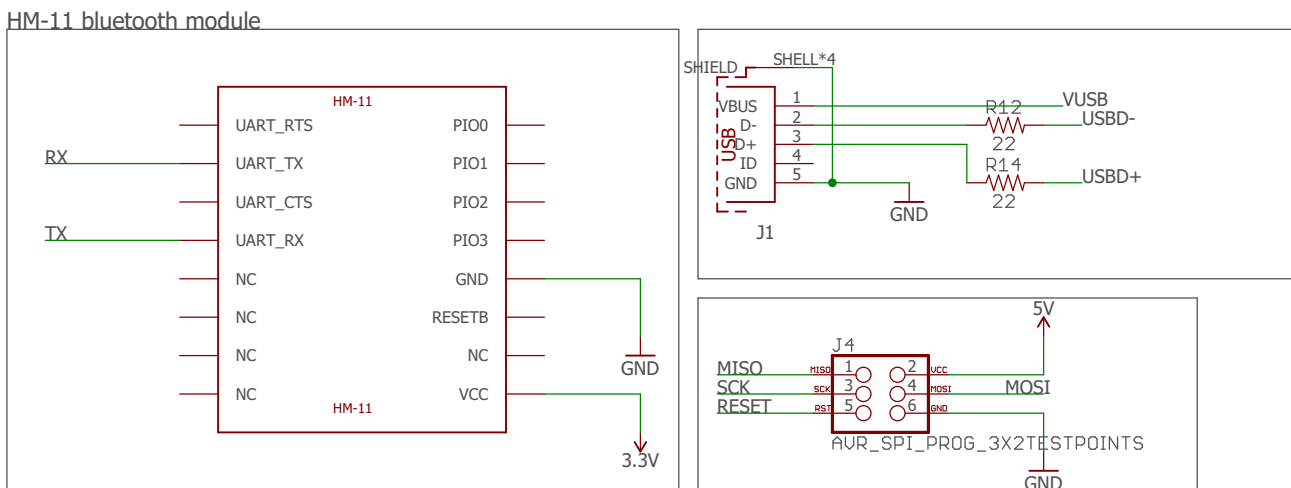 HM-11 bluetooth module
HM-11
UART_RTS PIO0
RX UART_TX PIO1
UART_CTS PIO2
TX UART_RX PIO3
NC GND
NC RESETB
NC NC
GND
NC VCC
HM-11
3.3V
SHIELD SHELL*4
VBUS 1 VUSB
D- 2 R12 USBD-
22
D+ 3
USB
ID 4 R14
GND 5 USBD+
22
GND
J1
5V
J4
MISO MISO 1 2 VCC
SCK SCK 3 4 MOSI MOSI
RESET RST 5 6 GND
AVR_SPI_PROG_3X2TESTPOINTS
GND